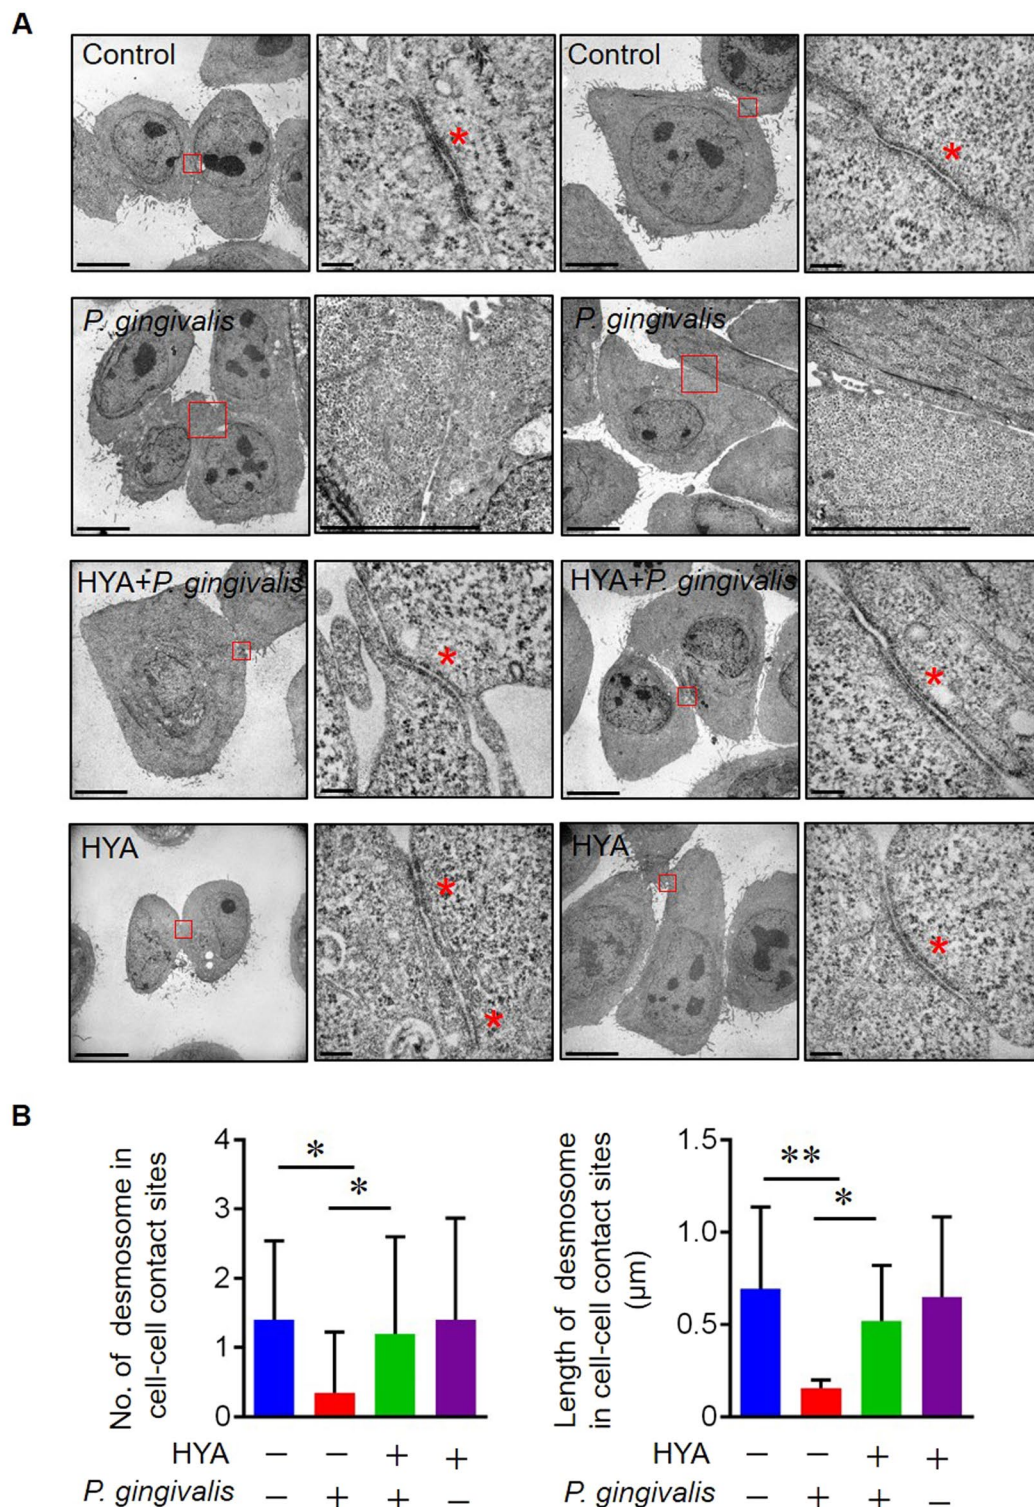 A
Control
Control
*
*
P. gingivalis
P. gingivalis
HYA+P. gingivalis
HYA+P. gingivalis
*
*
HYA
HYA
*
*
*
B
No. of desmosome in
cell-cell contact sites
4
3
2
1
0
*
*
HYA − − + +
P. gingivalis − + + −
Length of desmosome
in cell-cell contact sites
(μm)
1.5
1.0
0.5
0
**
*
− − + + HYA
P. gingivalis − + + −